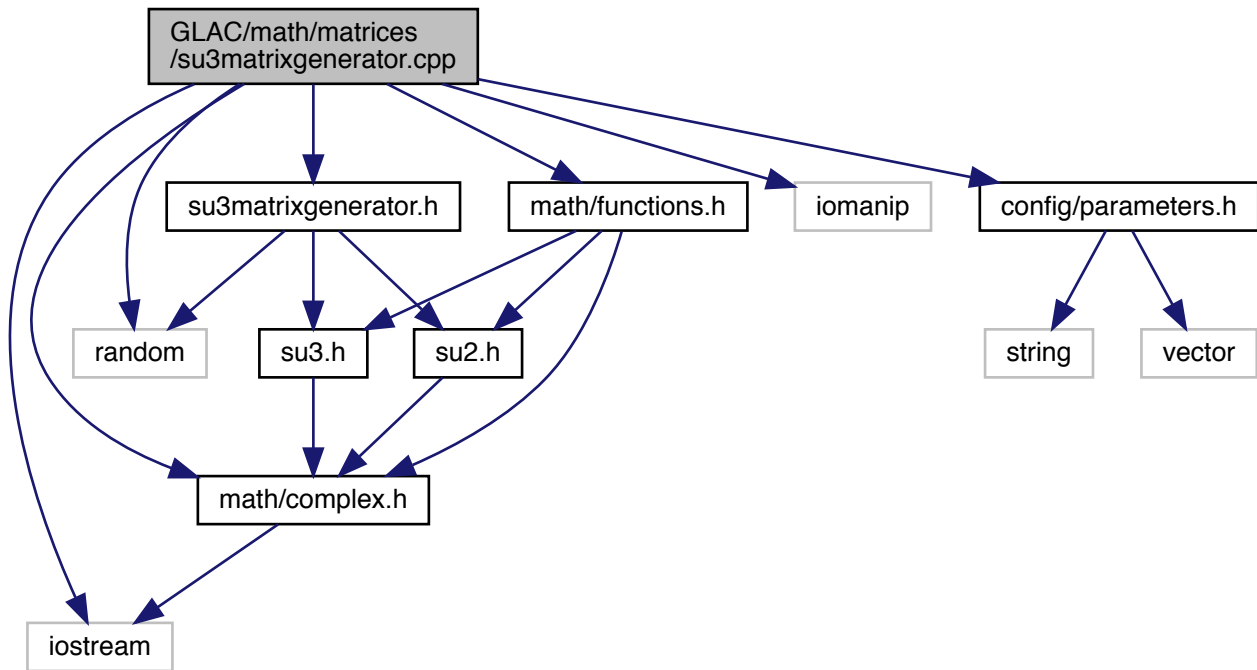 GLAC/math/matrices
/su3matrixgenerator.cpp
su3matrixgenerator.h
math/functions.h
iomanip
config/parameters.h
random
su3.h
su2.h
string
vector
math/complex.h
iostream